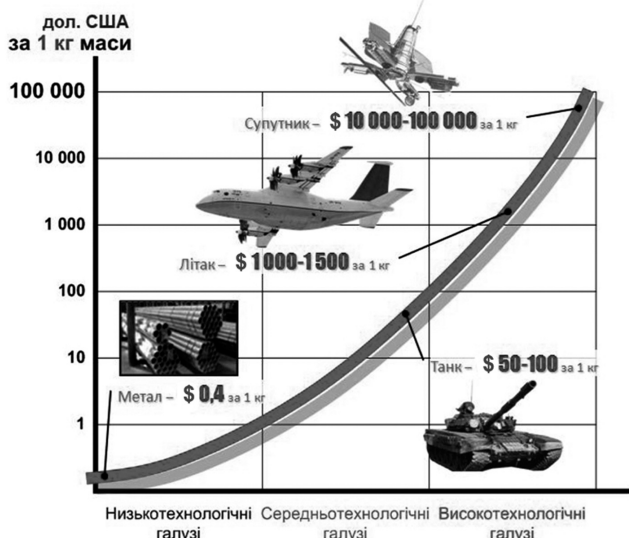 дол. США
за 1 кг маси
100 000
10 000
1 000
100
10
1
Супутник – $ 10 000-100 000 за 1 кг
Літак – $ 1000-1 500 за 1 кг
Танк – $ 50-100 за 1 кг
Метал – $ 0,4 за 1 кг
Низькотехнологічні
галузі
Середньотехнологічні
галузі
Високотехнологічні
галузі